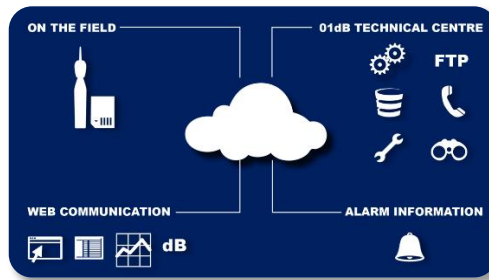 ON THE FIELD
01dB TECHNICAL CENTRE
FTP
WEB COMMUNICATION
dB
ALARM INFORMATION